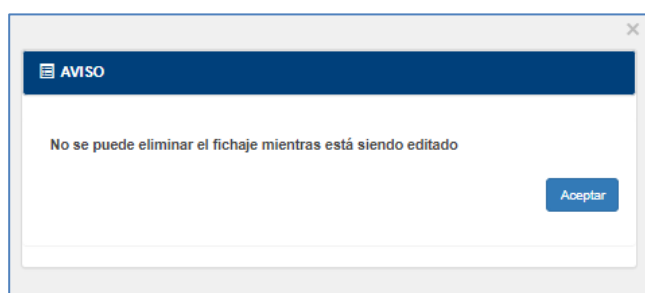 ×
AVISO
No se puede eliminar el fichaje mientras está siendo editado
Aceptar